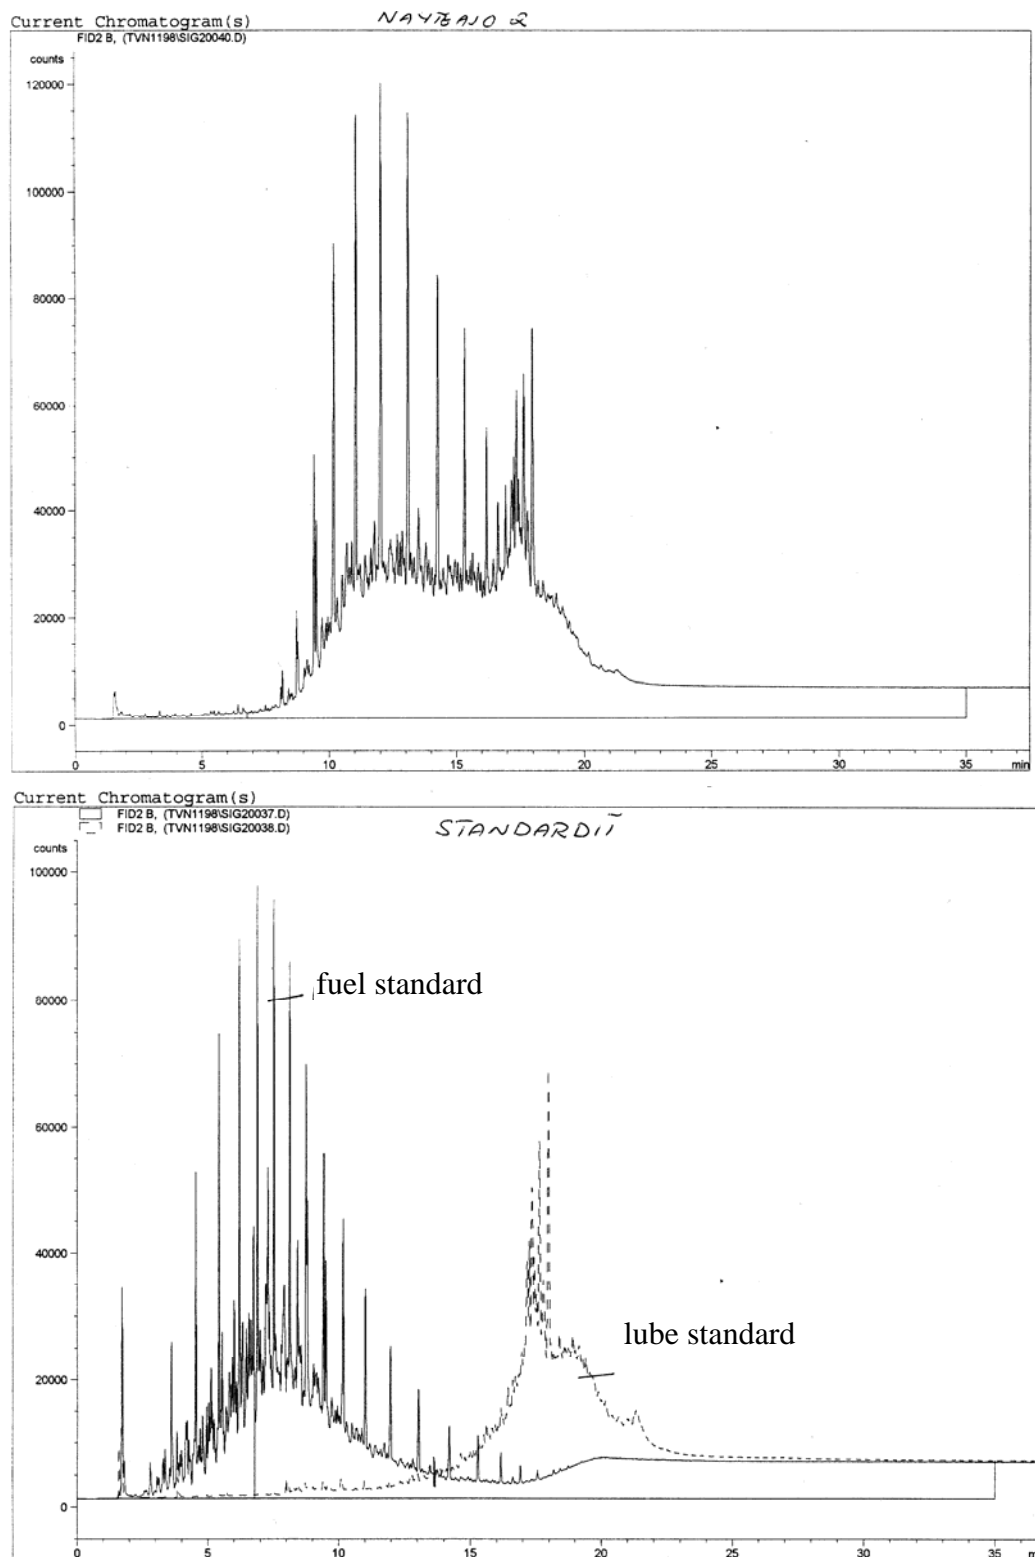 Current Chromatogram(s)
NAYTEAJO 2
FID2 B, (TVN1198\SIG20040.D)
counts
120000
100000
80000
60000
40000
20000
0
0 5 10 15 20 25 30 35 min
Current Chromatogram(s)
FID2 B, (TVN1198\SIG20037.D)
FID2 B, (TVN1198\SIG20038.D)
STANDARDIT
counts
100000
80000
60000
40000
20000
0
fuel standard
lube standard
0 5 10 15 20 25 30 35 m